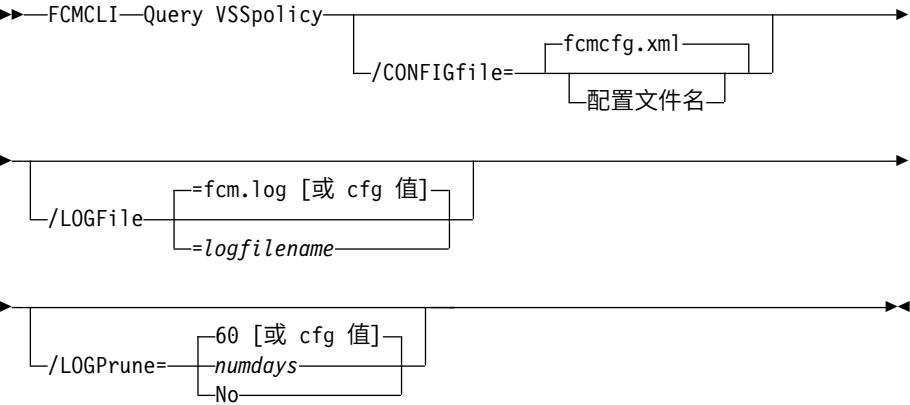 FCMCLI Query VSSpolicy
fcmcfg.xml
/CONFIGfile=
配置文件名
=fcm.log [或 cfg 值]
/LOGFile
=logfilename
60 [或 cfg 值]
/LOGPrune=
numdays
No